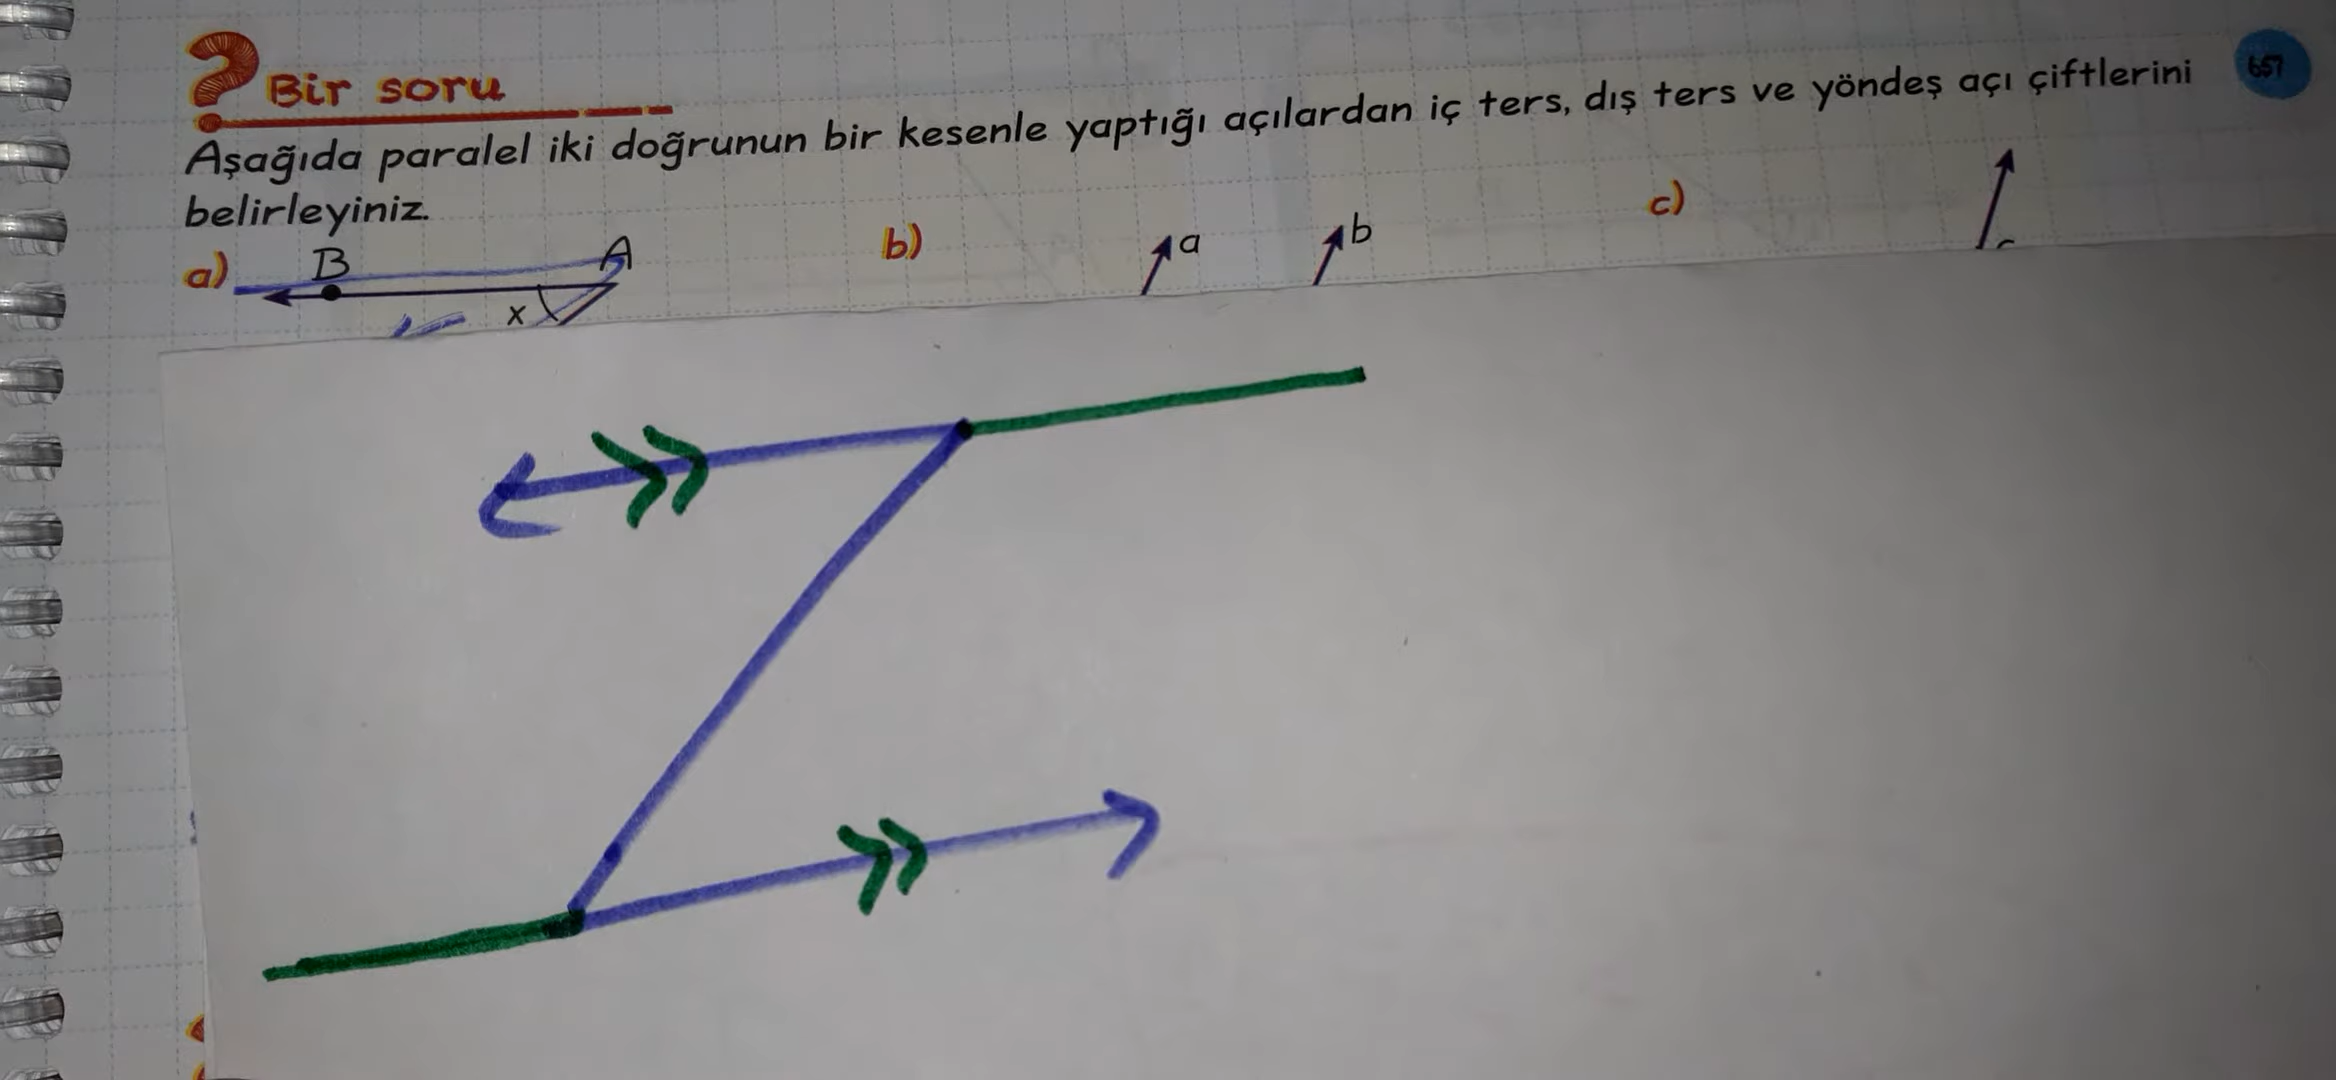 Bir soru
Aşağıda paralel iki doğrunun bir kesenle yaptığı açılardan iç ters, dış ters ve yöndeş açı çiftlerini
657
belirleyiniz.
a) B A b) a b c)
x